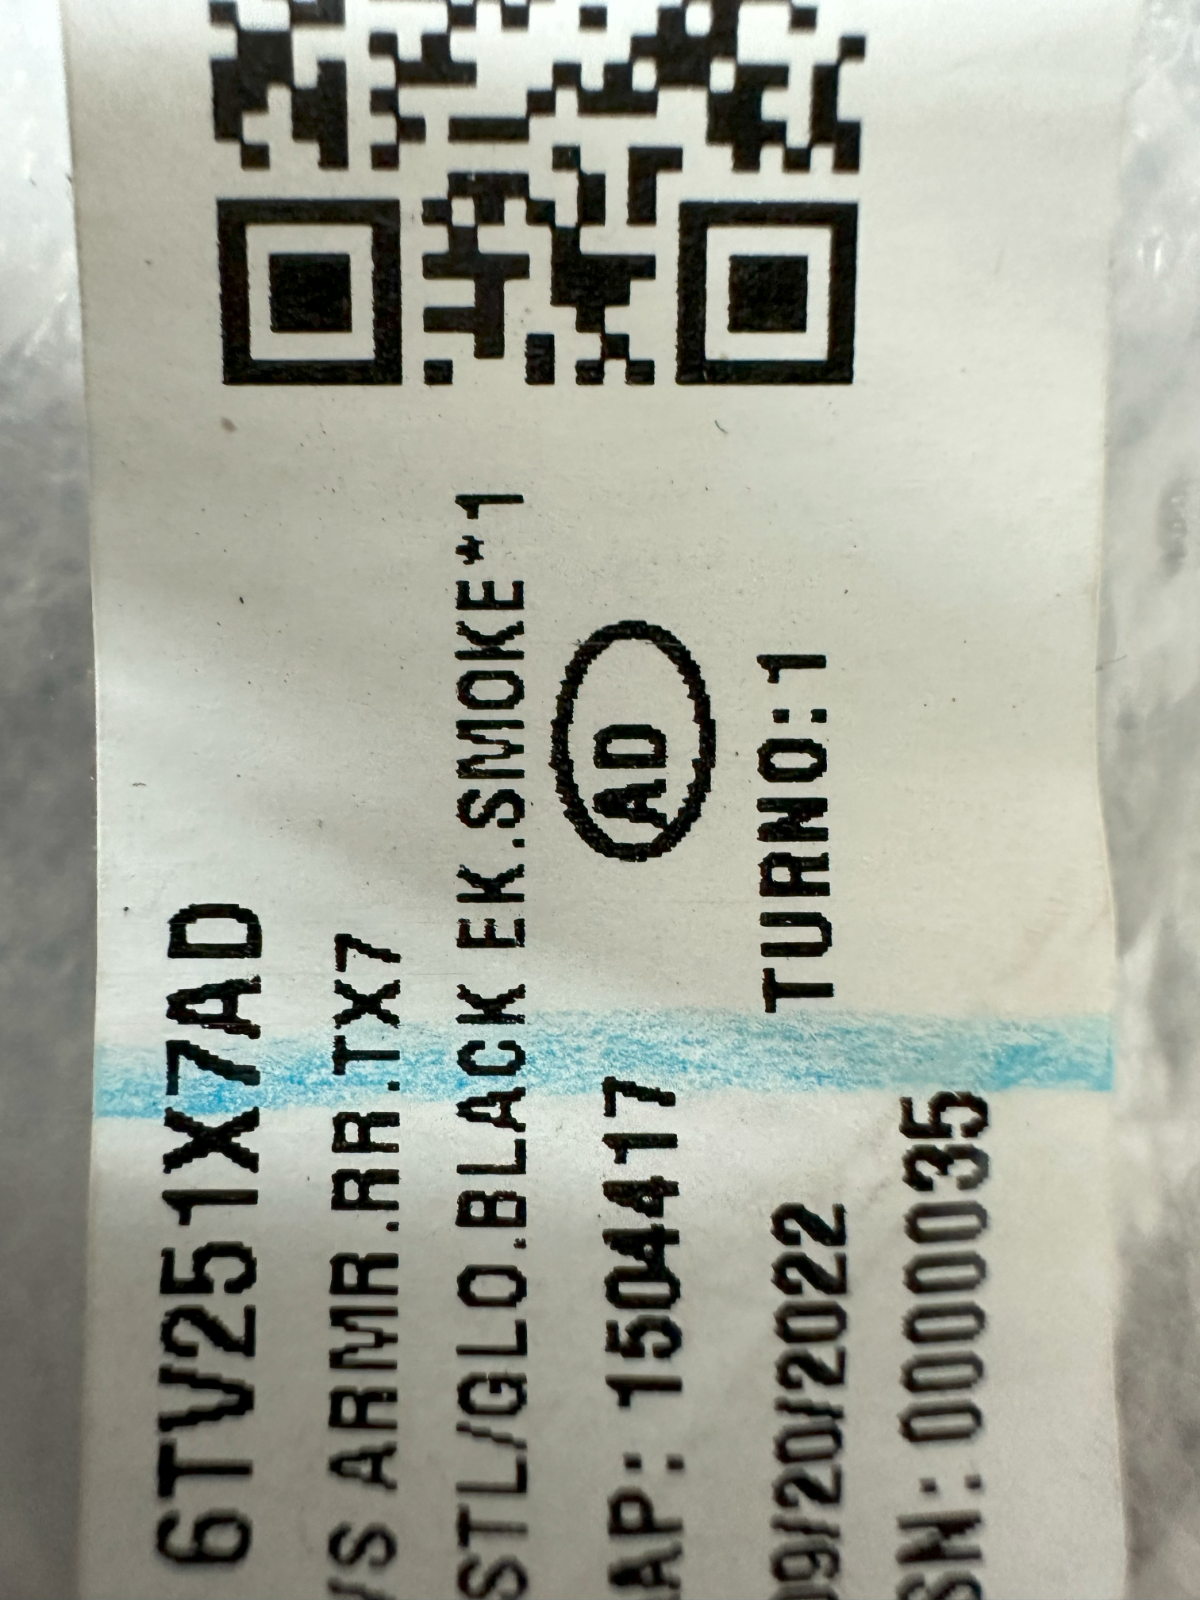 6TV251X7AD
/S ARMR.RR.TX7
STL/GLO.BLACK EK.SMOKE*1
AP: 1504417 AD
09/20/2022 TURNO:1
SN:0000035